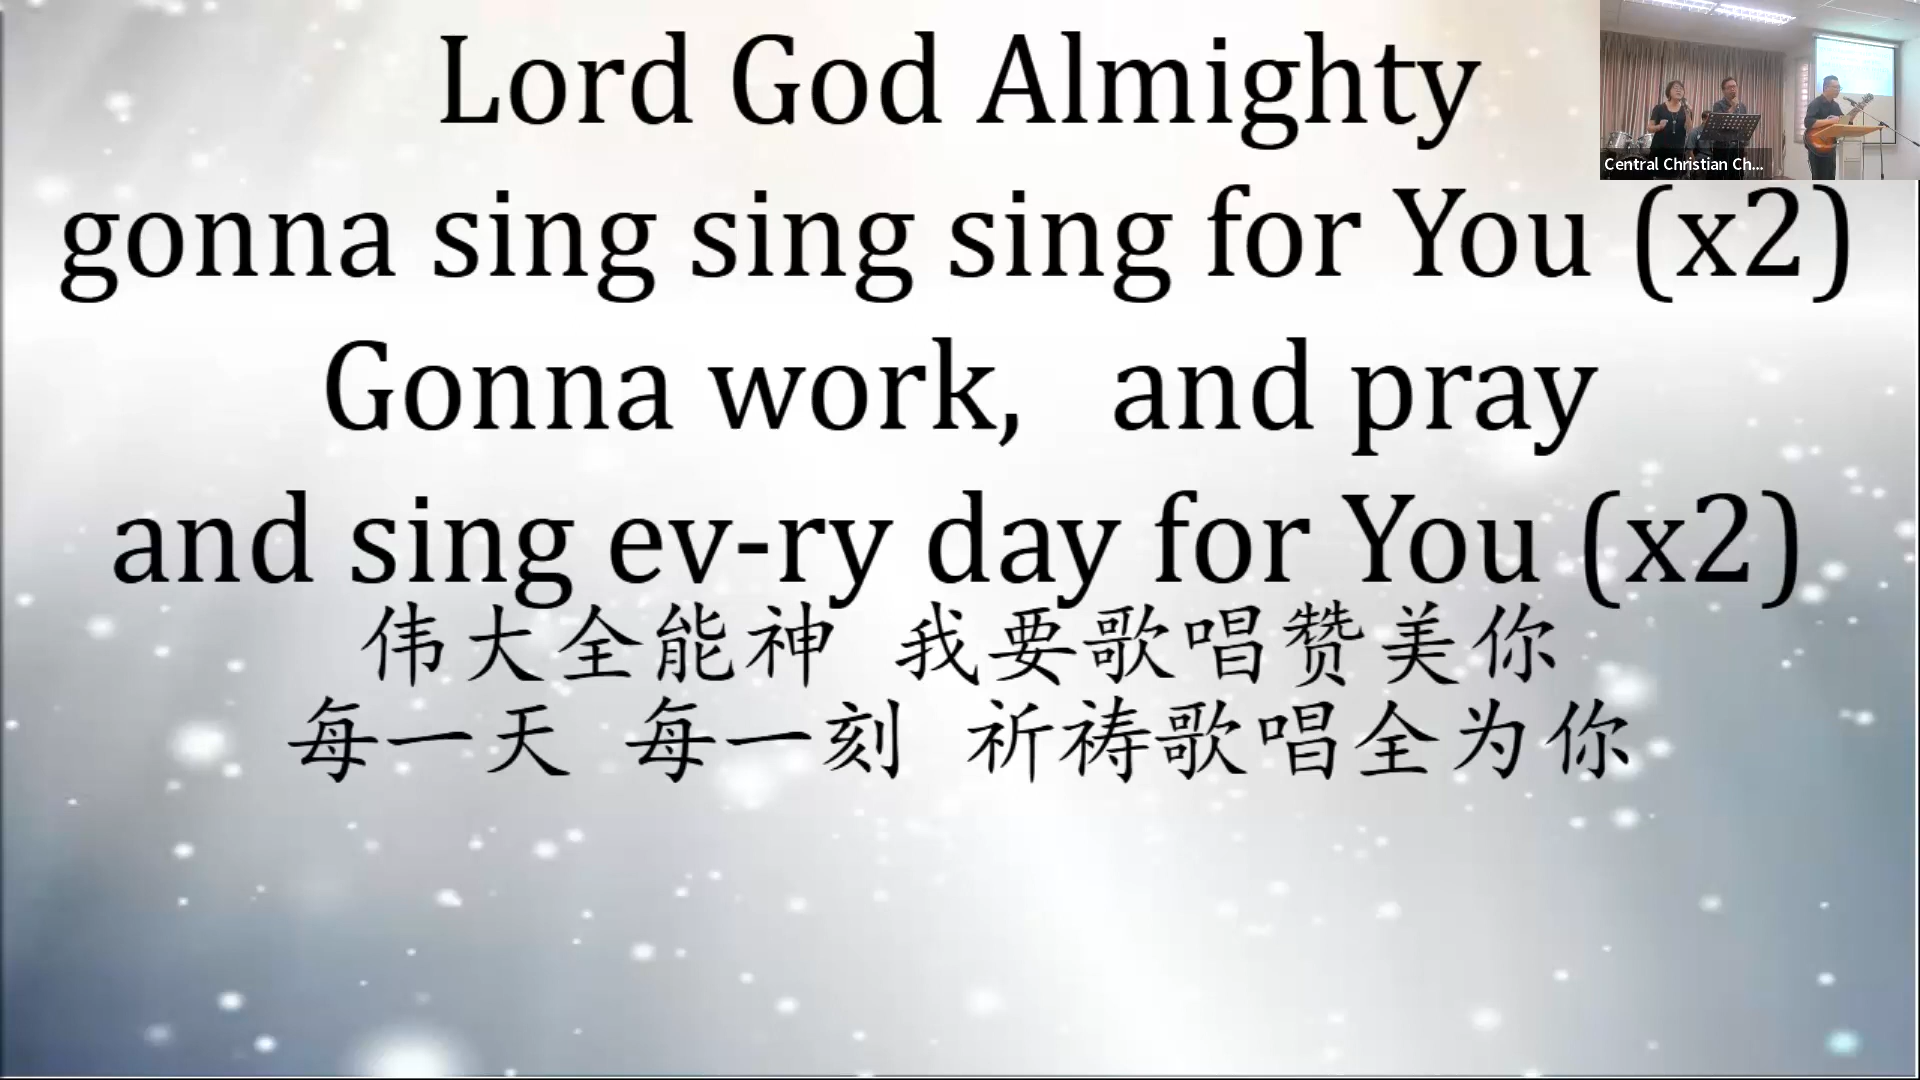 Lord God Almighty
gonna sing sing sing for You (x2)
Gonna work, and pray
and sing ev-ry day for You (x2)
伟大全能神 我要歌唱赞美你
每一天 每一刻 祈祷歌唱全为你
Central Christian Ch...